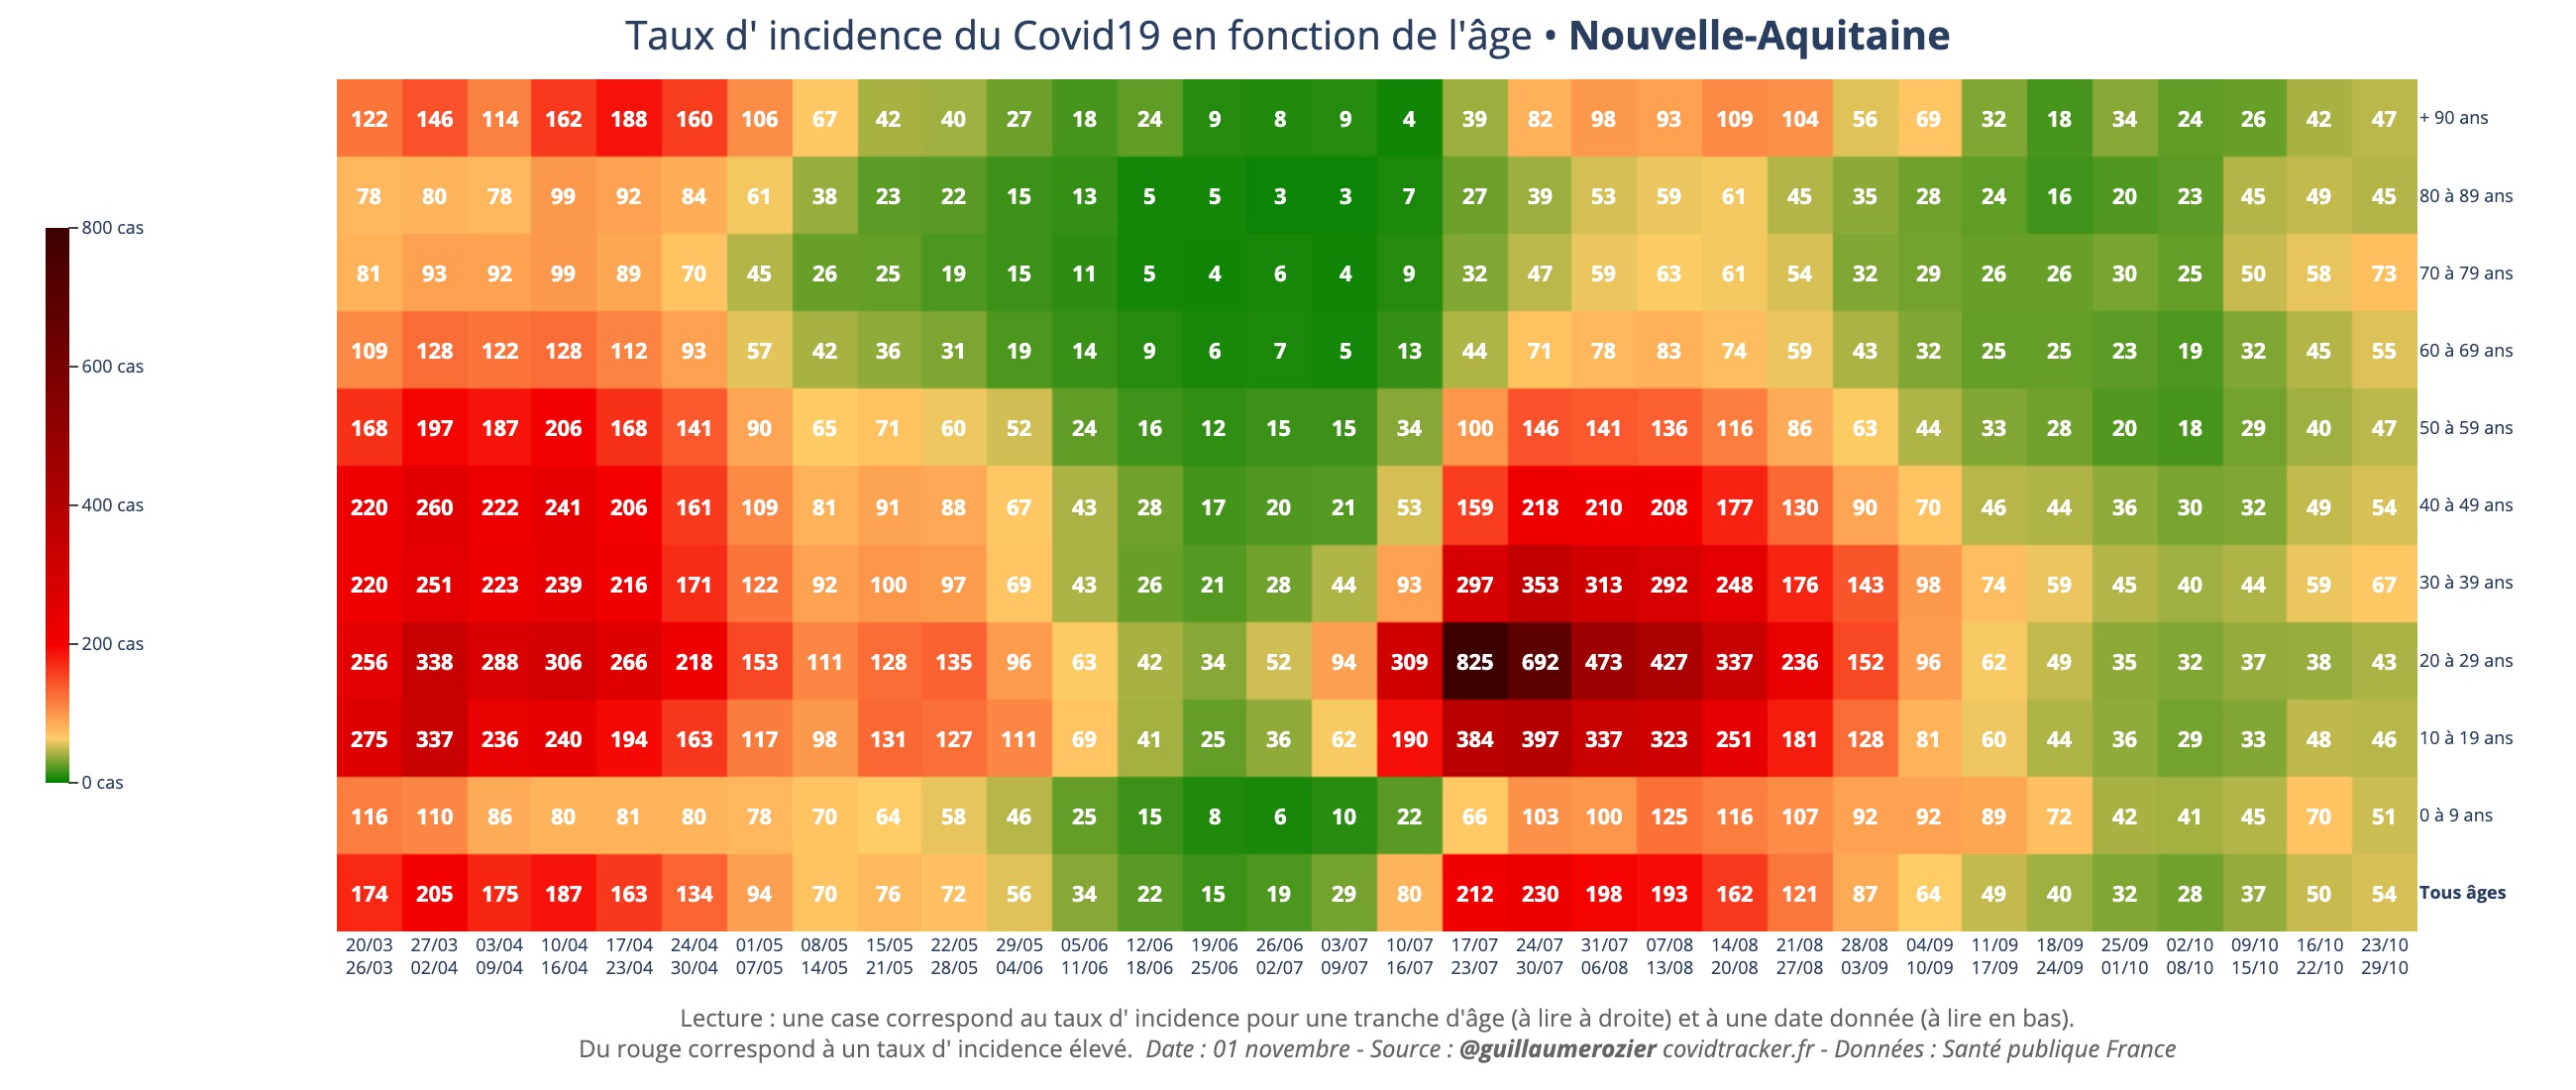 Taux d' incidence du Covid19 en fonction de l'âge • Nouvelle-Aquitaine
122 146 114 162 188 160 106 67 42 40 27 18 24 9 8 9 4 39 82 98 93 109 104 56 69 32 18 34 24 26 42 47 + 90 ans
78 80 78 99 92 84 61 38 23 22 15 13 5 5 3 3 7 27 39 53 59 61 45 35 28 24 16 20 23 45 49 45 80 à 89 ans
800 cas
81 93 92 99 89 70 45 26 25 19 15 11 5 4 6 4 9 32 47 59 63 61 54 32 29 26 26 30 25 50 58 73 70 à 79 ans
109 128 122 128 112 93 57 42 36 31 19 14 9 6 7 5 13 44 71 78 83 74 59 43 32 25 25 23 19 32 45 55 60 à 69 ans
600 cas
168 197 187 206 168 141 90 65 71 60 52 24 16 12 15 15 34 100 146 141 136 116 86 63 44 33 28 20 18 29 40 47 50 à 59 ans
400 cas
220 260 222 241 206 161 109 81 91 88 67 43 28 17 20 21 53 159 218 210 208 177 130 90 70 46 44 36 30 32 49 54 40 à 49 ans
220 251 223 239 216 171 122 92 100 97 69 43 26 21 28 44 93 297 353 313 292 248 176 143 98 74 59 45 40 44 59 67 30 à 39 ans
200 cas
256 338 288 306 266 218 153 111 128 135 96 63 42 34 52 94 309 825 692 473 427 337 236 152 96 62 49 35 32 37 38 43 20 à 29 ans
275 337 236 240 194 163 117 98 131 127 111 69 41 25 36 62 190 384 397 337 323 251 181 128 81 60 44 36 29 33 48 46 10 à 19 ans
0 cas
116 110 86 80 81 80 78 70 64 58 46 25 15 8 6 10 22 66 103 100 125 116 107 92 92 89 72 42 41 45 70 51 0 à 9 ans
174 205 175 187 163 134 94 70 76 72 56 34 22 15 19 29 80 212 230 198 193 162 121 87 64 49 40 32 28 37 50 54 Tous âges
20/03 27/03 03/04 10/04 17/04 24/04 01/05 08/05 15/05 22/05 29/05 05/06 12/06 19/06 26/06 03/07 10/07 17/07 24/07 31/07 07/08 14/08 21/08 28/08 04/09 11/09 18/09 25/09 02/10 09/10 16/10 23/10
26/03 02/04 09/04 16/04 23/04 30/04 07/05 14/05 21/05 28/05 04/06 11/06 18/06 25/06 02/07 09/07 16/07 23/07 30/07 06/08 13/08 20/08 27/08 03/09 10/09 17/09 24/09 01/10 08/10 15/10 22/10 29/10
Lecture : une case correspond au taux d' incidence pour une tranche d'âge (à lire à droite) et à une date donnée (à lire en bas).
Du rouge correspond à un taux d' incidence élevé. Date : 01 novembre - Source : @guillaumerozier covidtracker.fr - Données : Santé publique France